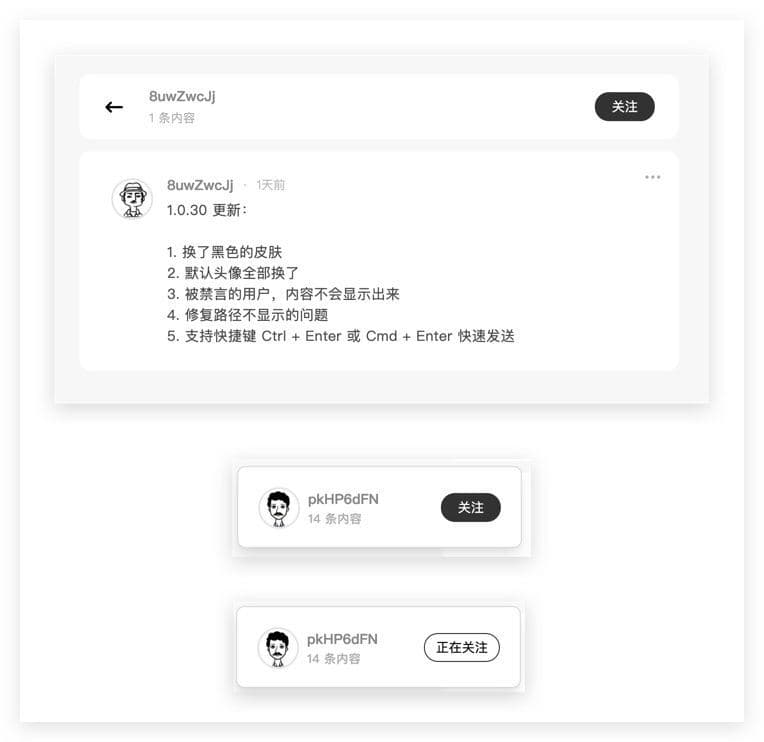 8uwZwcJj
1 条内容
关注
8uwZwcJj · 1天前
1.0.30 更新：
1. 换了黑色的皮肤
2. 默认头像全部换了
3. 被禁言的用户，内容不会显示出来
4. 修复路径不显示的问题
5. 支持快捷键 Ctrl + Enter 或 Cmd + Enter 快速发送
pkHP6dFN
14 条内容
关注
pkHP6dFN
14 条内容
正在关注